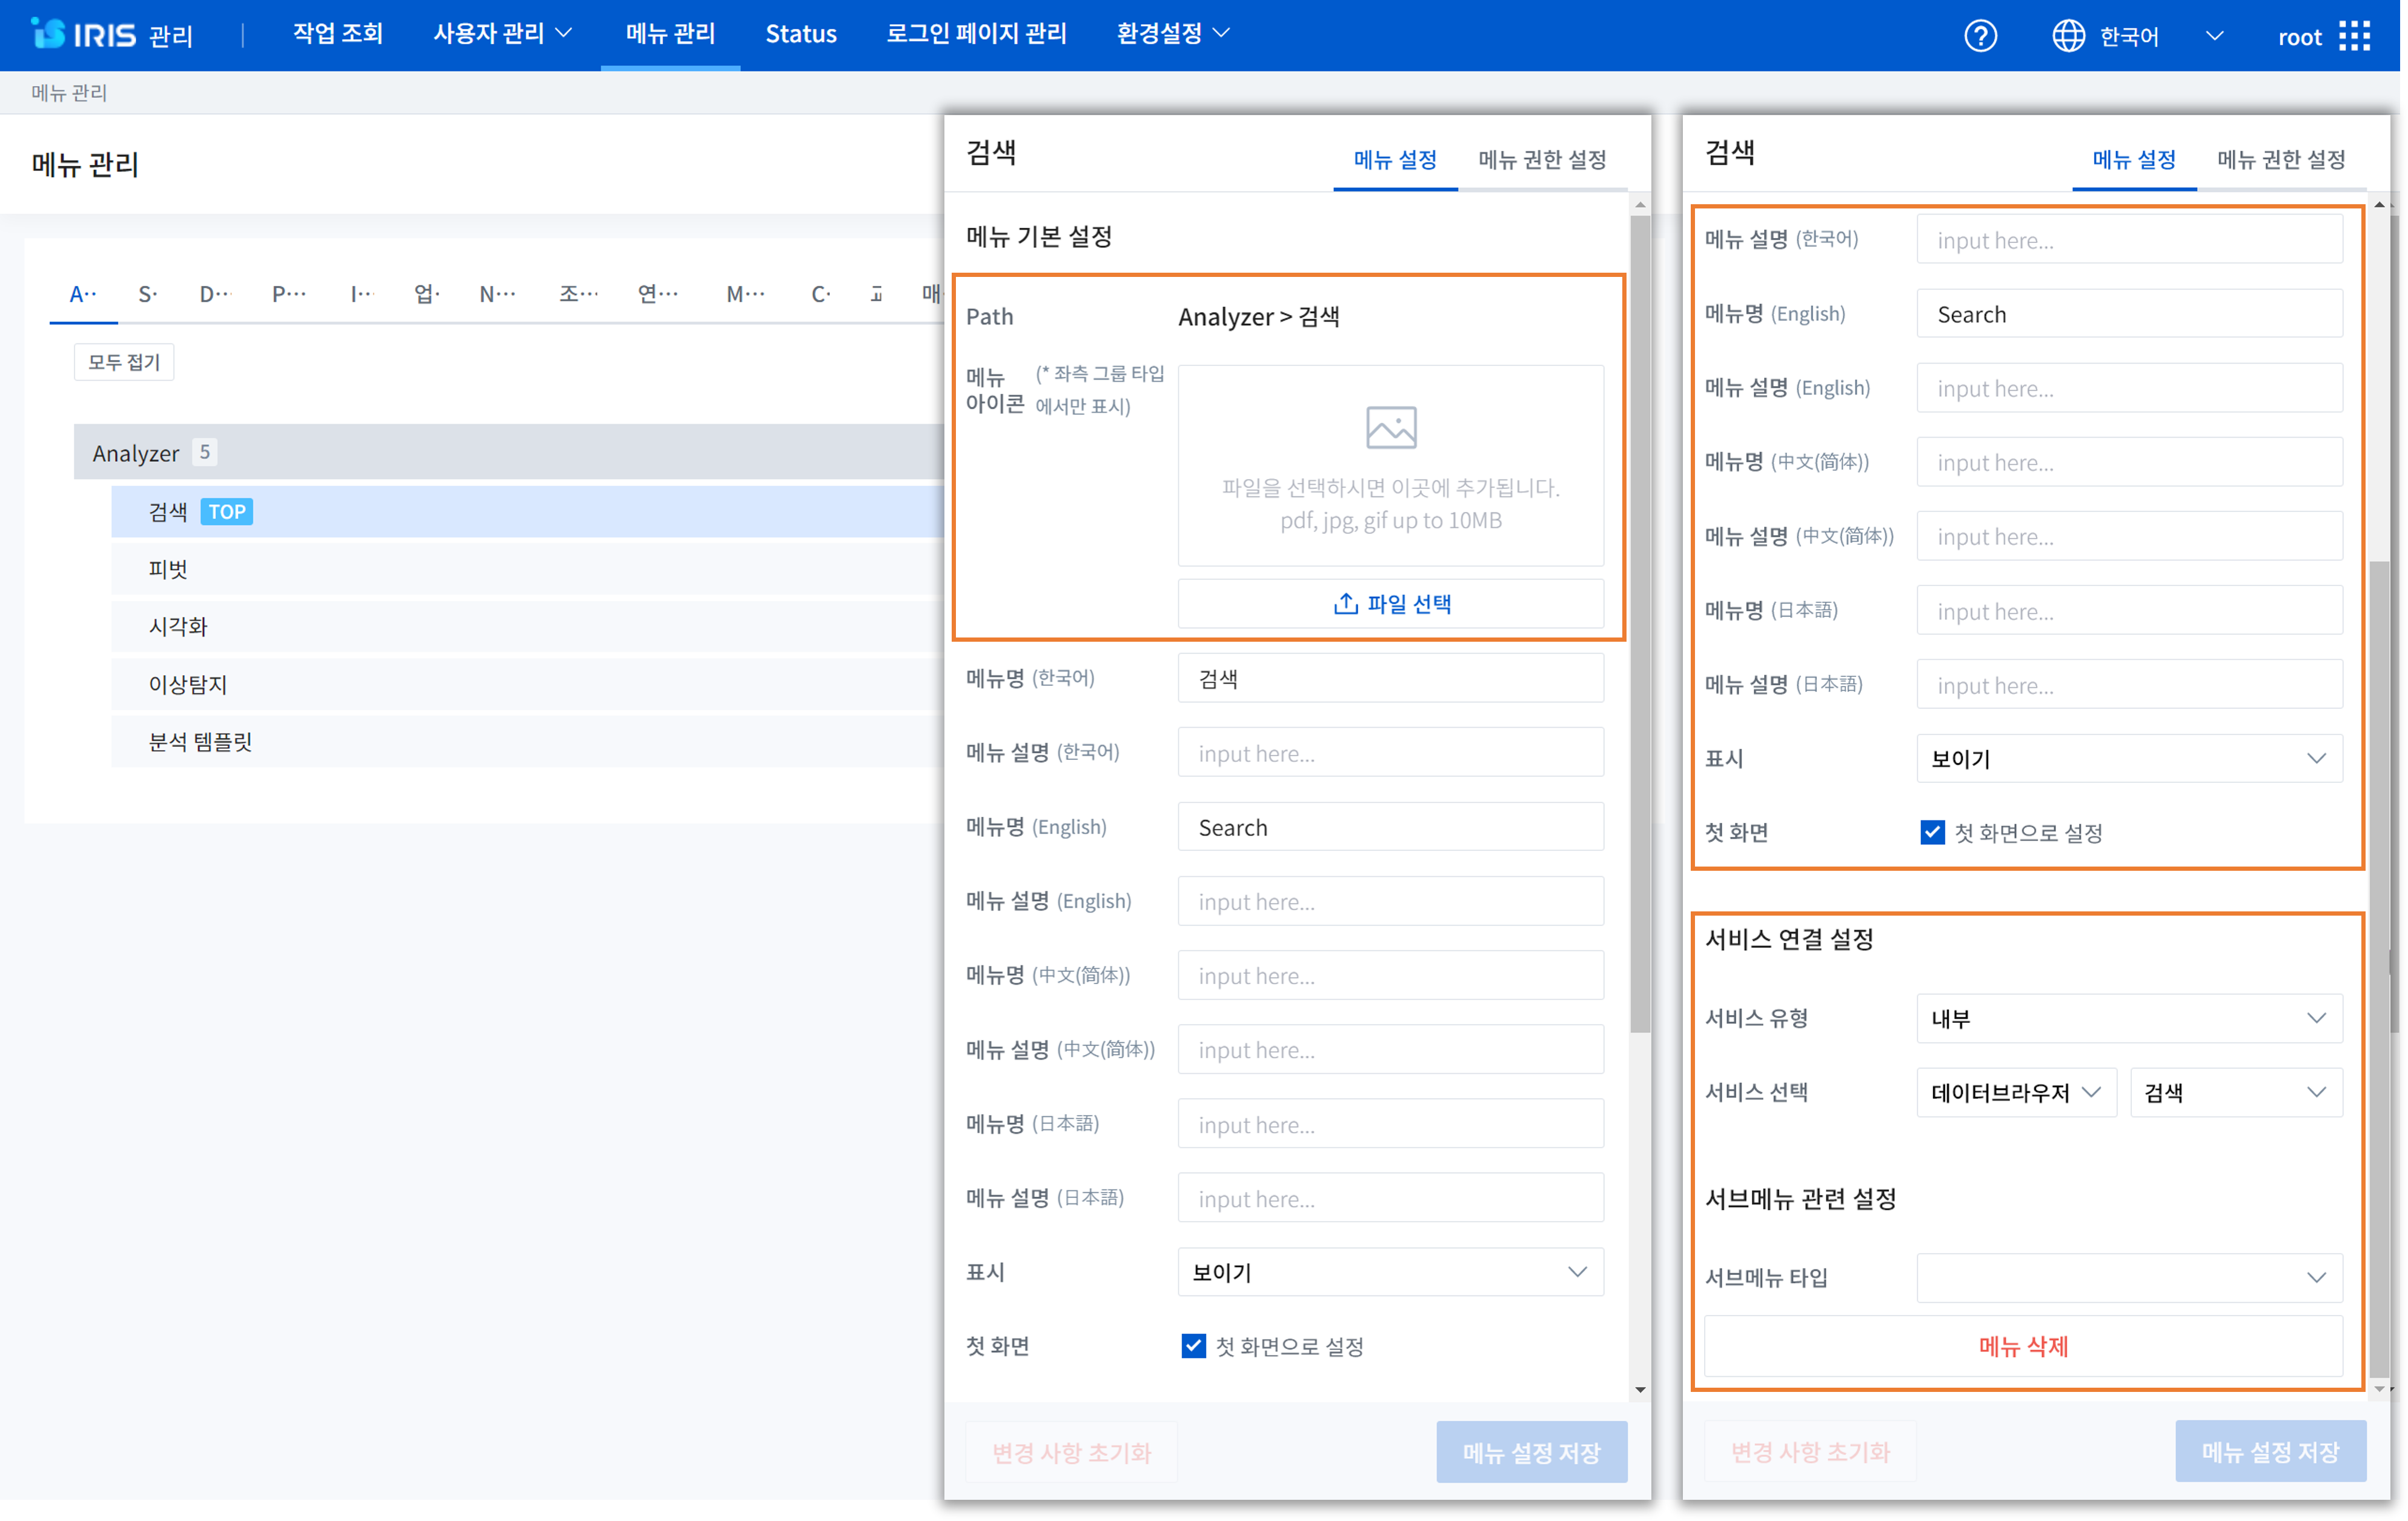 IRIS 관리 작업 조회 사용자 관리 메뉴 관리 Status 로그인 페이지 관리 환경설정 한국어 root
메뉴 관리
메뉴 관리
A·· S· D··· P··· I··· 업· N··· 조··· 연··· M··· C·
모두 접기
Analyzer 5
검색 TOP
피벗
시각화
이상탐지
분석 템플릿
검색
메뉴 설정 메뉴 권한 설정
메뉴 기본 설정
Path Analyzer > 검색
메뉴 아이콘 (* 좌측 그룹 타입
에서만 표시)
파일을 선택하시면 이곳에 추가됩니다.
pdf, jpg, gif up to 10MB
파일 선택
메뉴명 (한국어) 검색
메뉴 설명 (한국어) input here...
메뉴명 (English) Search
메뉴 설명 (English) input here...
메뉴명 (中文(简体)) input here...
메뉴 설명 (中文(简体)) input here...
메뉴명 (日本語) input here...
메뉴 설명 (日本語) input here...
표시 보이기
첫 화면 첫 화면으로 설정
변경 사항 초기화 메뉴 설정 저장
검색
메뉴 설정 메뉴 권한 설정
메뉴 설명 (한국어) input here...
메뉴명 (English) Search
메뉴 설명 (English) input here...
메뉴명 (中文(简体)) input here...
메뉴 설명 (中文(简体)) input here...
메뉴명 (日本語) input here...
메뉴 설명 (日本語) input here...
표시 보이기
첫 화면 첫 화면으로 설정
서비스 연결 설정
서비스 유형 내부
서비스 선택 데이터브라우저 검색
서브메뉴 관련 설정
서브메뉴 타입
메뉴 삭제
변경 사항 초기화 메뉴 설정 저장